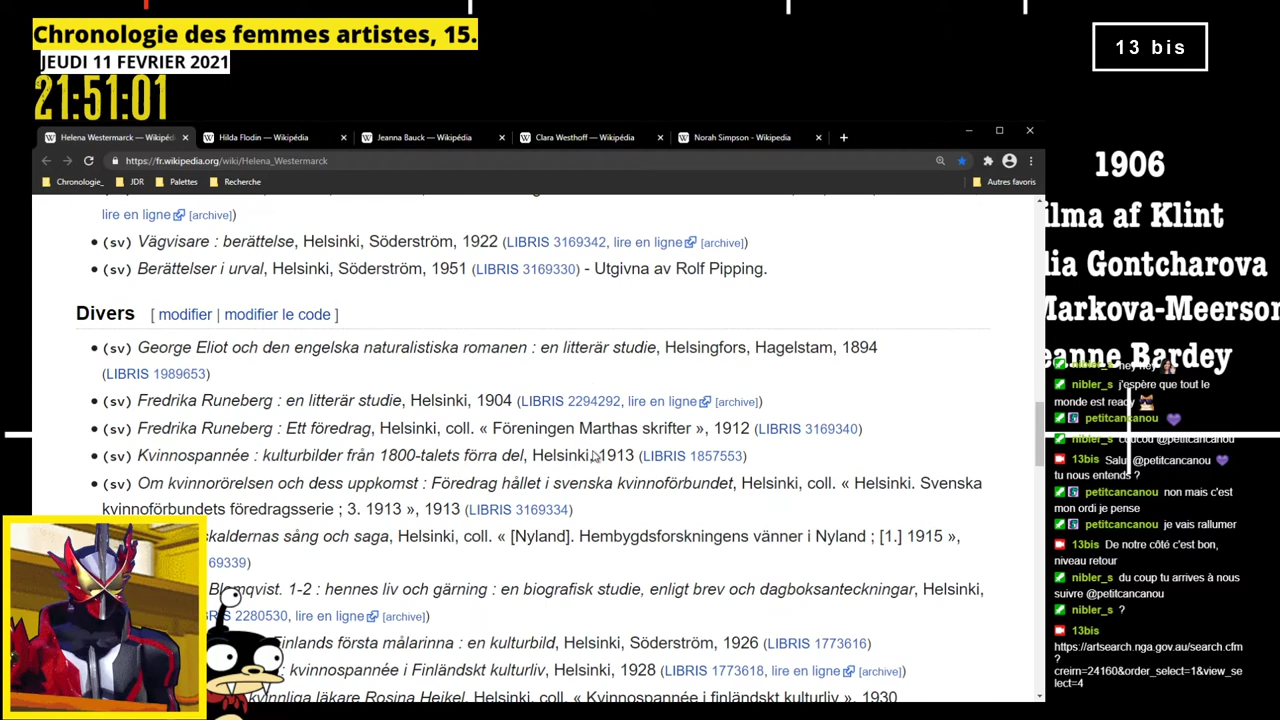 Chronologie des femmes artistes, 15.
JEUDI 11 FEVRIER 2021
21:51:01
13 bis
Helena Westermarck — Wikipéd
Hilda Flodin — Wikipédia
Jeanna Bauck — Wikipédia
Clara Westhoff — Wikipédia
Norah Simpson - Wikipedia
https://fr.wikipedia.org/wiki/Helena_Westermarck
Chronologie_
JDR
Palettes
Recherche
Autres favoris
lire en ligne [archive])
(sv) Vägvisare : berättelse, Helsinki, Söderström, 1922 (LIBRIS 3169342, lire en ligne [archive])
(sv) Berättelser i urval, Helsinki, Söderström, 1951 (LIBRIS 3169330) - Utgivna av Rolf Pipping.
Divers [ modifier | modifier le code ]
(sv) George Eliot och den engelska naturalistiska romanen : en litterär studie, Helsingfors, Hagelstam, 1894
(LIBRIS 1989653)
(sv) Fredrika Runeberg : en litterär studie, Helsinki, 1904 (LIBRIS 2294292, lire en ligne [archive])
(sv) Fredrika Runeberg : Ett föredrag, Helsinki, coll. « Föreningen Marthas skrifter », 1912 (LIBRIS 3169340)
(sv) Kvinnospannée : kulturbilder från 1800-talets förra del, Helsinki, 1913 (LIBRIS 1857553)
(sv) Om kvinnorörelsen och dess uppkomst : Föredrag hållet i svenska kvinnoförbundet, Helsinki, coll. « Helsinki. Svenska
kvinnoförbundets föredragsserie ; 3. 1913 », 1913 (LIBRIS 3169334)
skaldernas sång och saga, Helsinki, coll. « [Nyland]. Hembygdsforskningens vänner i Nyland ; [1.] 1915 »,
69339)
Blomqvist. 1-2 : hennes liv och gärning : en biografisk studie, enligt brev och dagboksanteckningar, Helsinki,
S 2280530, lire en ligne [archive])
Finlands första målarinna : en kulturbild, Helsinki, Söderström, 1926 (LIBRIS 1773616)
: kvinnospannée i Finländskt kulturliv, Helsinki, 1928 (LIBRIS 1773618, lire en ligne [archive])
kvinnliga läkare Rosina Heikel, Helsinki, coll. « Kvinnospannée i finländskt kulturliv », 1930
1906
ilma af Klint
lia Gontcharova
Markova-Meerson
eanne Bardey
nibler_s hey hey
nibler_s j'espère que tout le
monde est ready
petitcancanou
nibler_s coucou @petitcanconou
13bis Salut @petitcancanou
tu nous entends ?
petitcancanou non mais c'est
mon ordi je pense
petitcancanou je vais rallumer
13bis De notre côté c'est bon,
niveau retour
nibler_s du coup tu arrives à nous
suivre @petitcancanou
nibler_s ?
13bis
https://artsearch.nga.gov.au/search.cfm
?
creirn=24160&order_select=1&view_se
lect=4